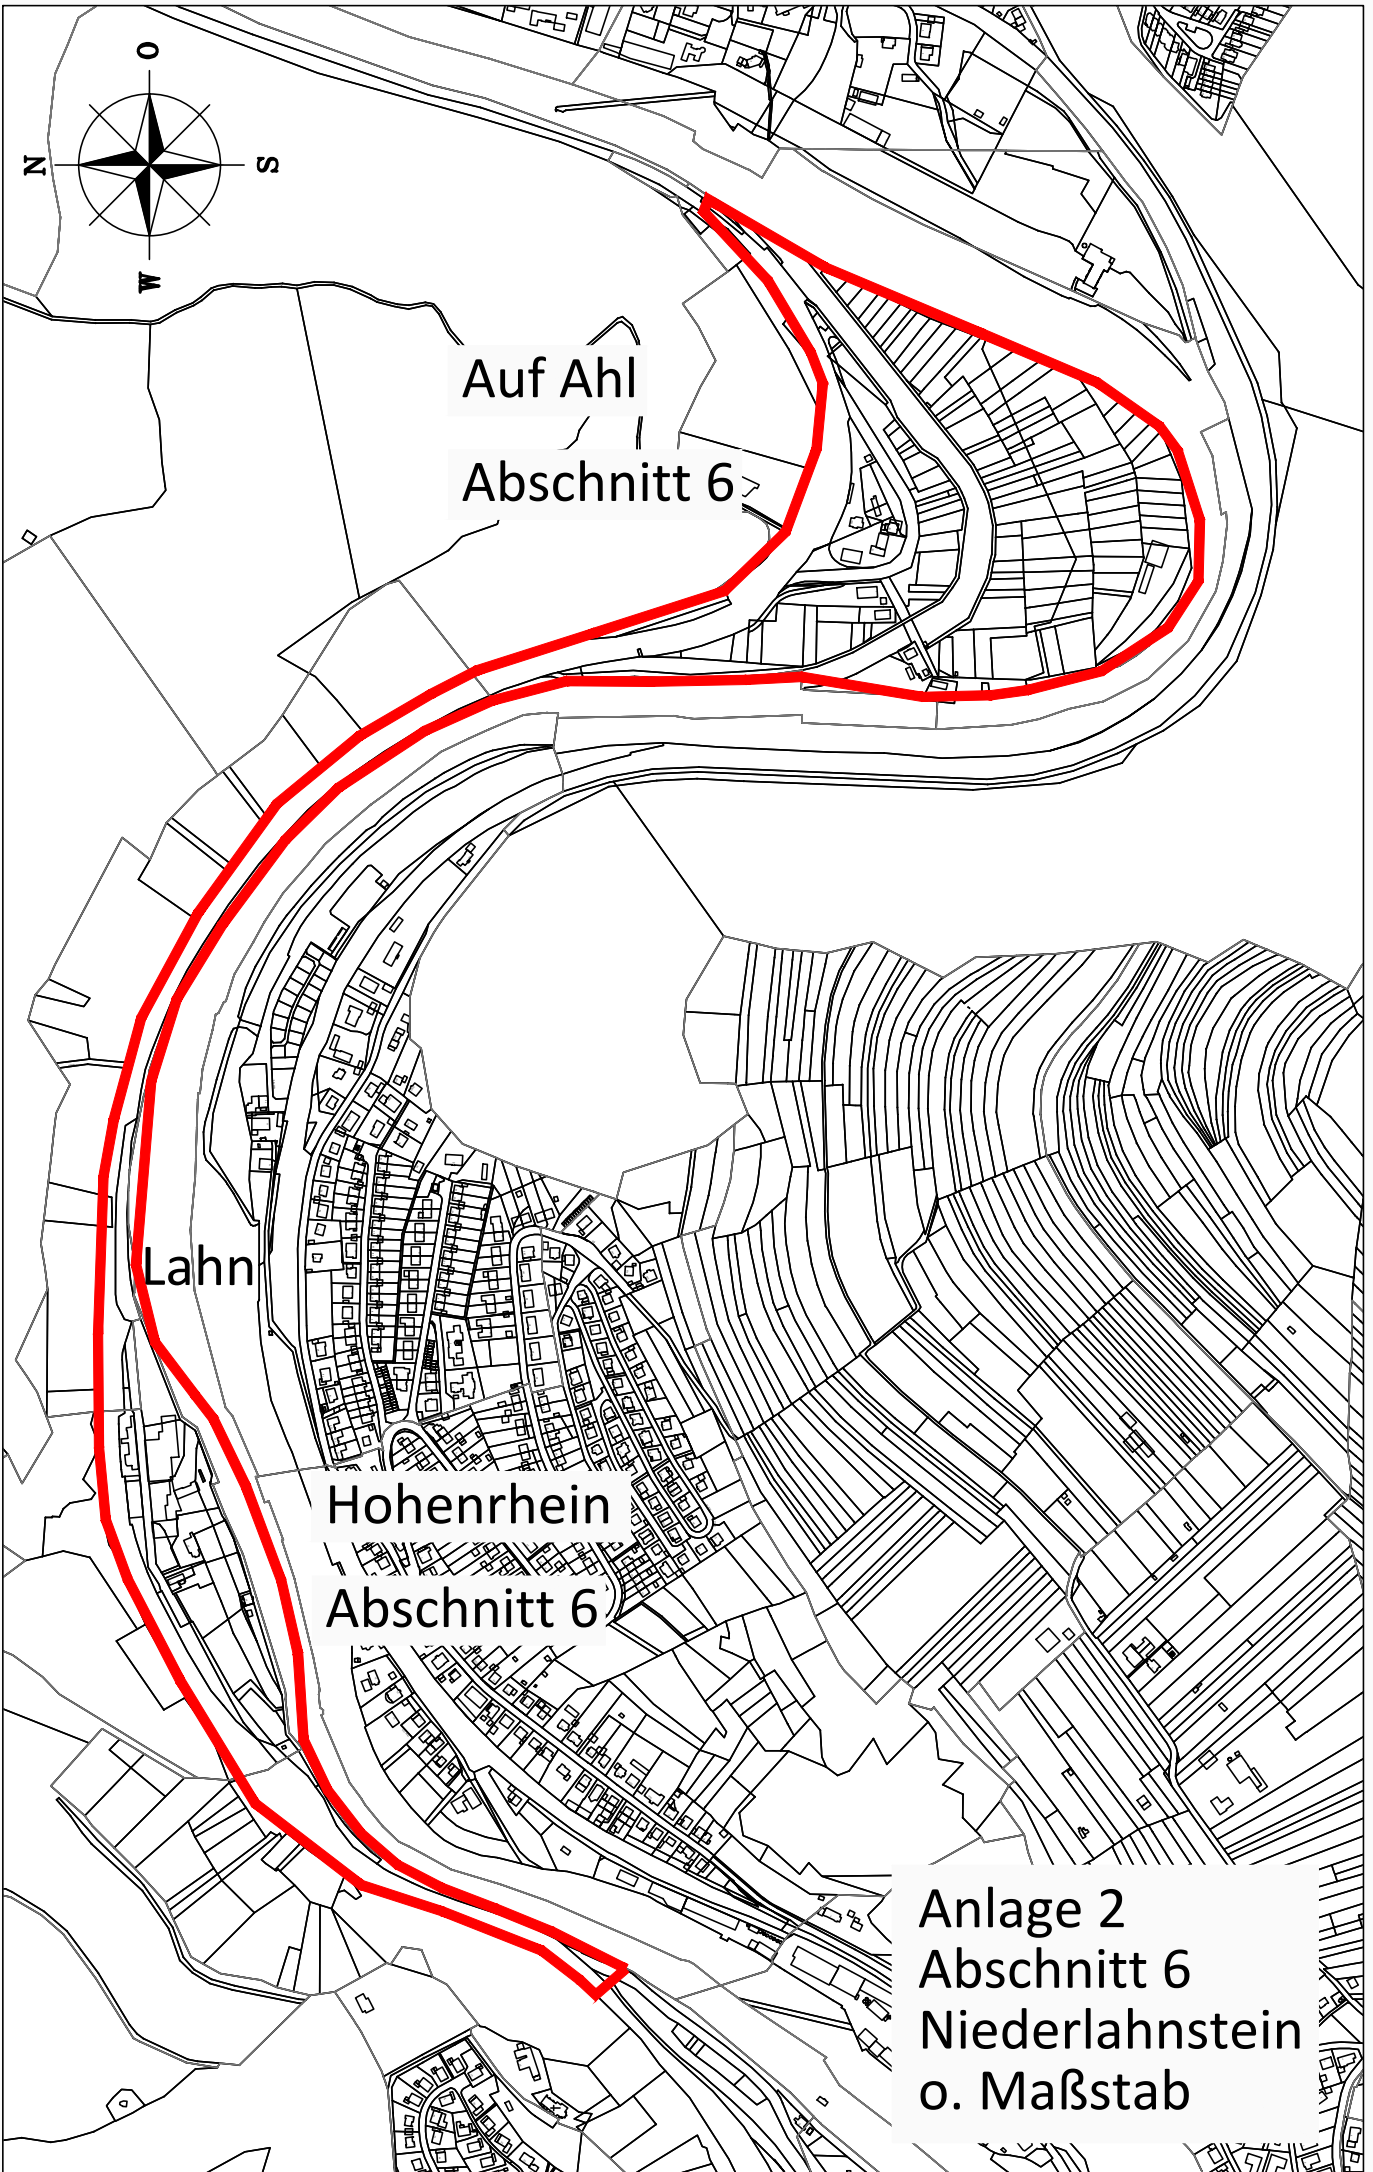 O
N
S
W
Auf Ahl
Abschnitt 6
Lahn
Hohenrhein
Abschnitt 6
Anlage 2
Abschnitt 6
Niederlahnstein
o. Maßstab